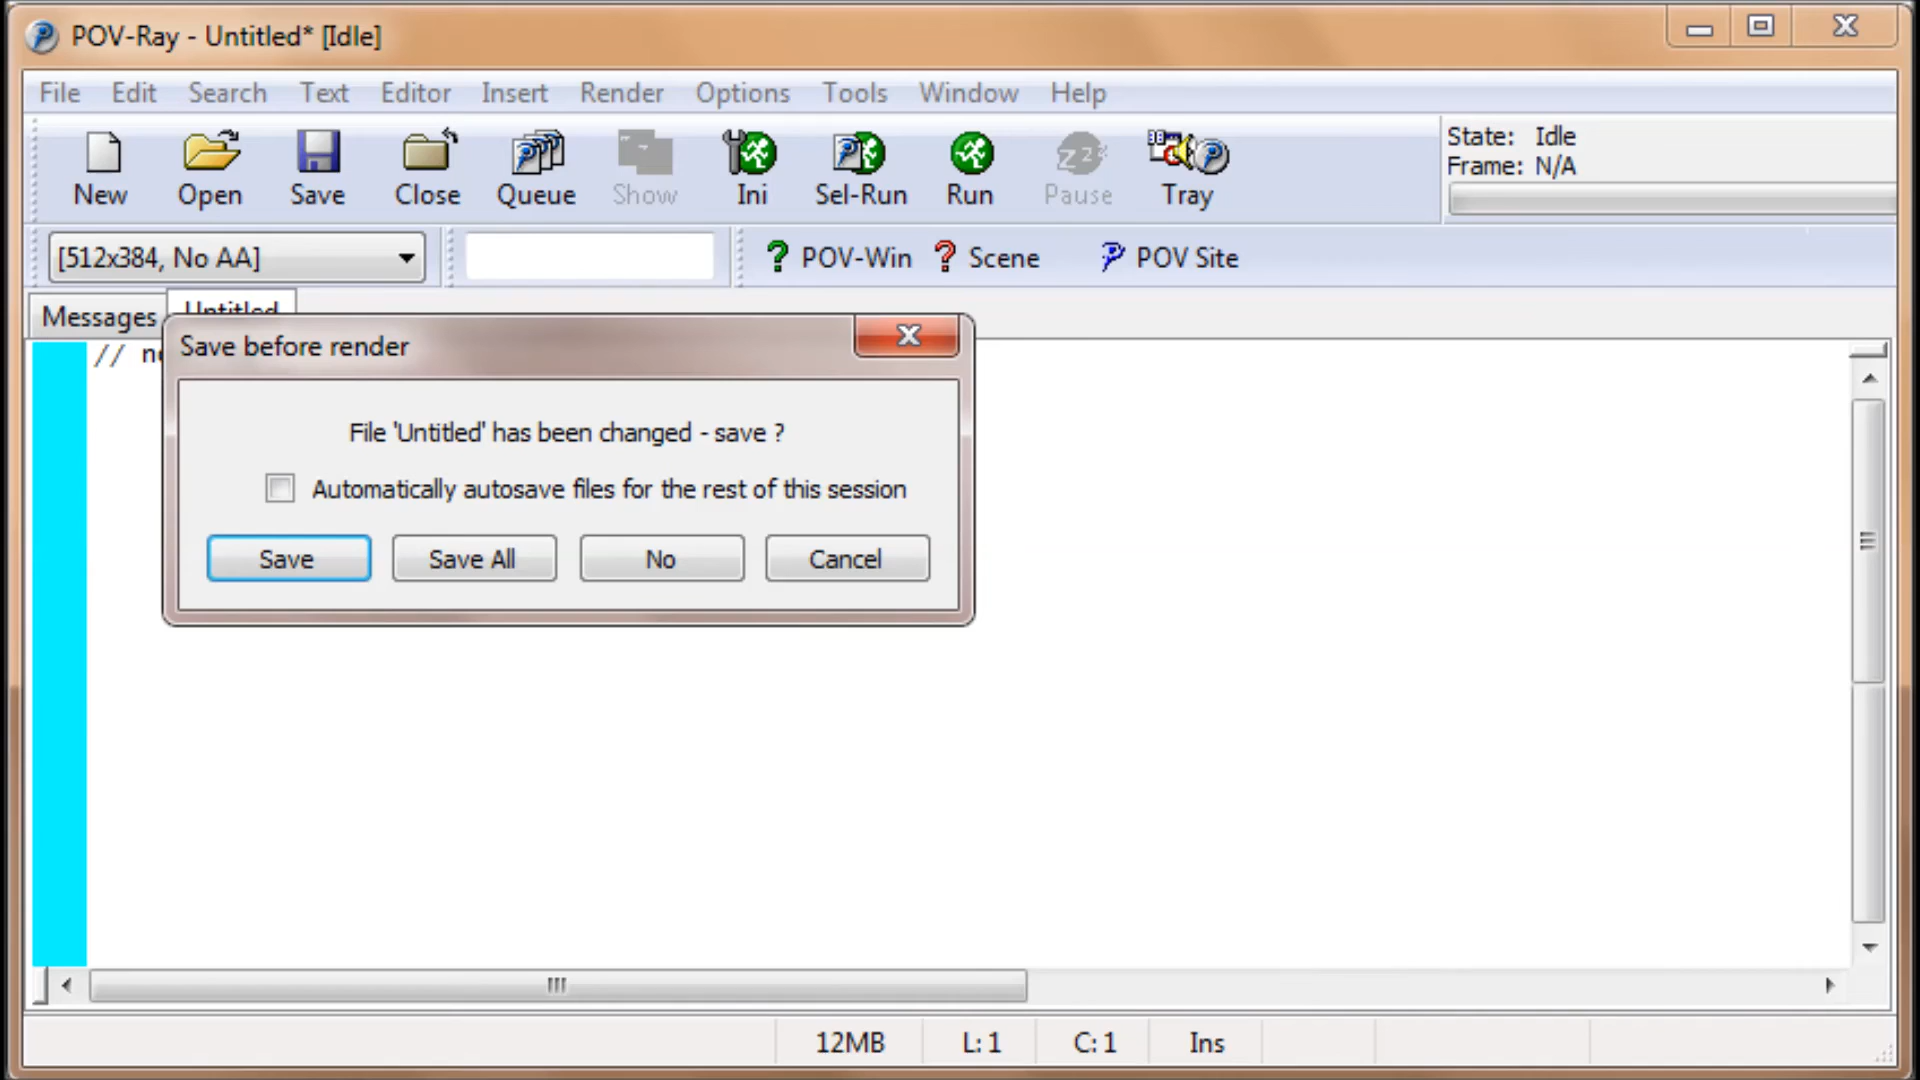 POV-Ray - Untitled* [Idle]
File Edit Search Text Editor Insert Render Options Tools Window Help
New Open Save Close Queue Show Ini Sel-Run Run Pause Tray
State: Idle
Frame: N/A
[512x384, No AA]
POV-Win Scene POV Site
Messages Untitled
//
Save before render
File 'Untitled' has been changed - save ?
Automatically autosave files for the rest of this session
Save Save All No Cancel
12MB L: 1 C: 1 Ins